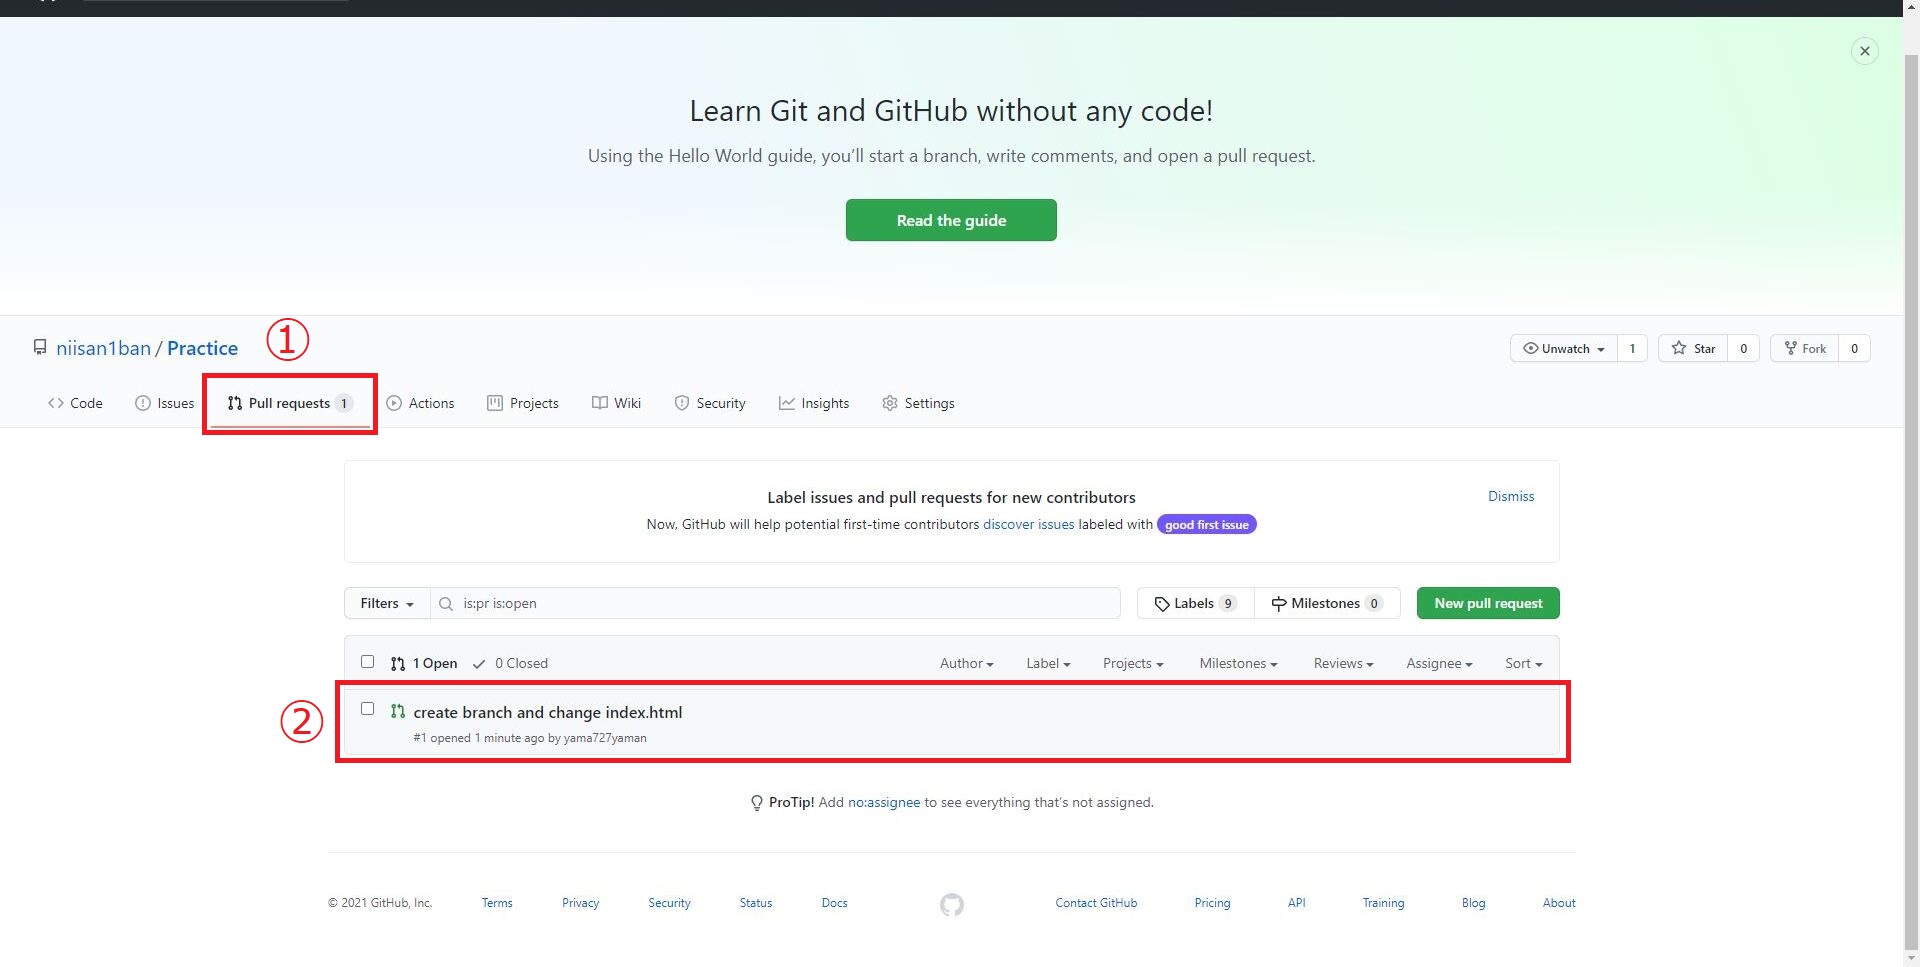 Learn Git and GitHub without any code!
Using the Hello World guide, you’ll start a branch, write comments, and open a pull request.
Read the guide
niisan1ban / Practice
①
Unwatch 1 Star 0 Fork 0
Code Issues Pull requests 1 Actions Projects Wiki Security Insights Settings
Label issues and pull requests for new contributors
Dismiss
Now, GitHub will help potential first-time contributors discover issues labeled with good first issue
Filters is:pr is:open Labels 9 Milestones 0 New pull request
1 Open 0 Closed Author Label Projects Milestones Reviews Assignee Sort
②
create branch and change index.html
#1 opened 1 minute ago by yama727yaman
ProTip! Add no:assignee to see everything that’s not assigned.
© 2021 GitHub, Inc. Terms Privacy Security Status Docs Contact GitHub Pricing API Training Blog About